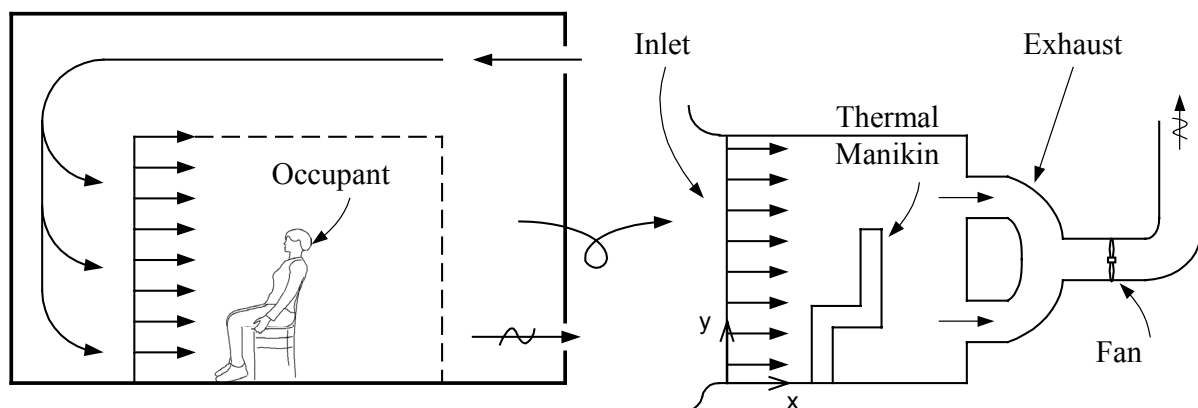 Inlet
Exhaust
Thermal
Manikin
Occupant
y
x
Fan